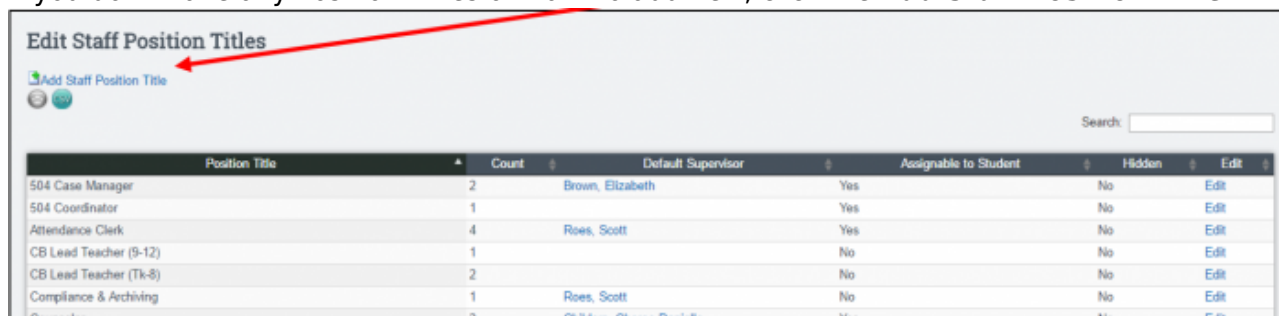 Edit Staff Position Titles
Add Staff Position Title
Search:
Position Title Count Default Supervisor Assignable to Student Hidden Edit
504 Case Manager 2 Brown, Elizabeth Yes No Edit
504 Coordinator 1 Yes No Edit
Attendance Clerk 4 Roes, Scott Yes No Edit
CB Lead Teacher (9-12) 1 No No Edit
CB Lead Teacher (Tk-8) 2 No No Edit
Compliance & Archiving 1 Roes, Scott No No Edit